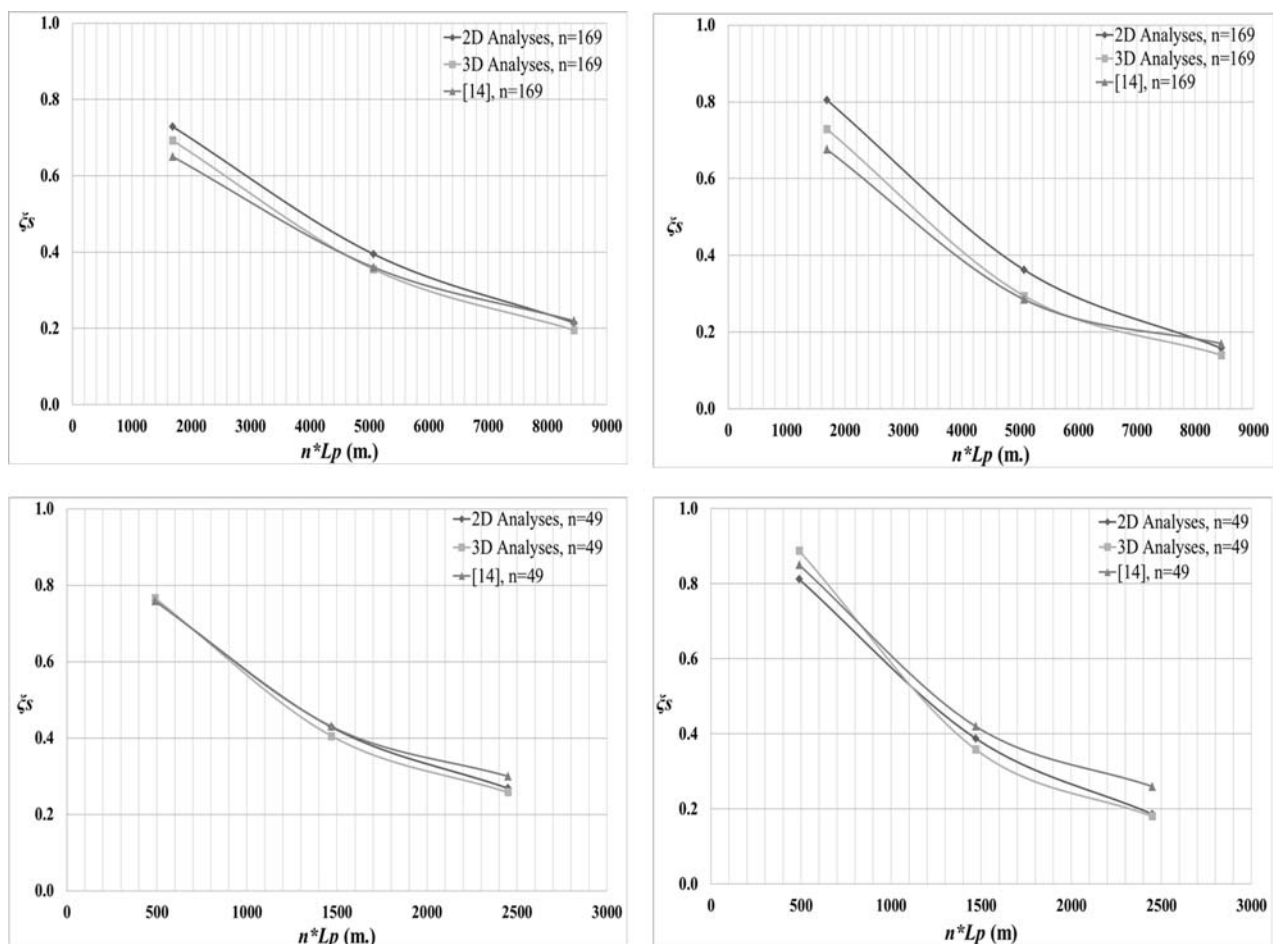 1.0
0.8
0.6
0.4
0.2
0.0
ξs
2D Analyses, n=169
3D Analyses, n=169
[14], n=169
0 1000 2000 3000 4000 5000 6000 7000 8000 9000
n*Lp (m.)
1.0
0.8
0.6
0.4
0.2
0.0
ξs
2D Analyses, n=169
3D Analyses, n=169
[14], n=169
0 1000 2000 3000 4000 5000 6000 7000 8000 9000
n*Lp (m.)
1.0
0.8
0.6
0.4
0.2
0.0
ξs
2D Analyses, n=49
3D Analyses, n=49
[14], n=49
0 500 1000 1500 2000 2500 3000
n*Lp (m.)
1.0
0.8
0.6
0.4
0.2
0.0
ξs
2D Analyses, n=49
3D Analyses, n=49
[14], n=49
0 500 1000 1500 2000 2500 3000
n*Lp (m)